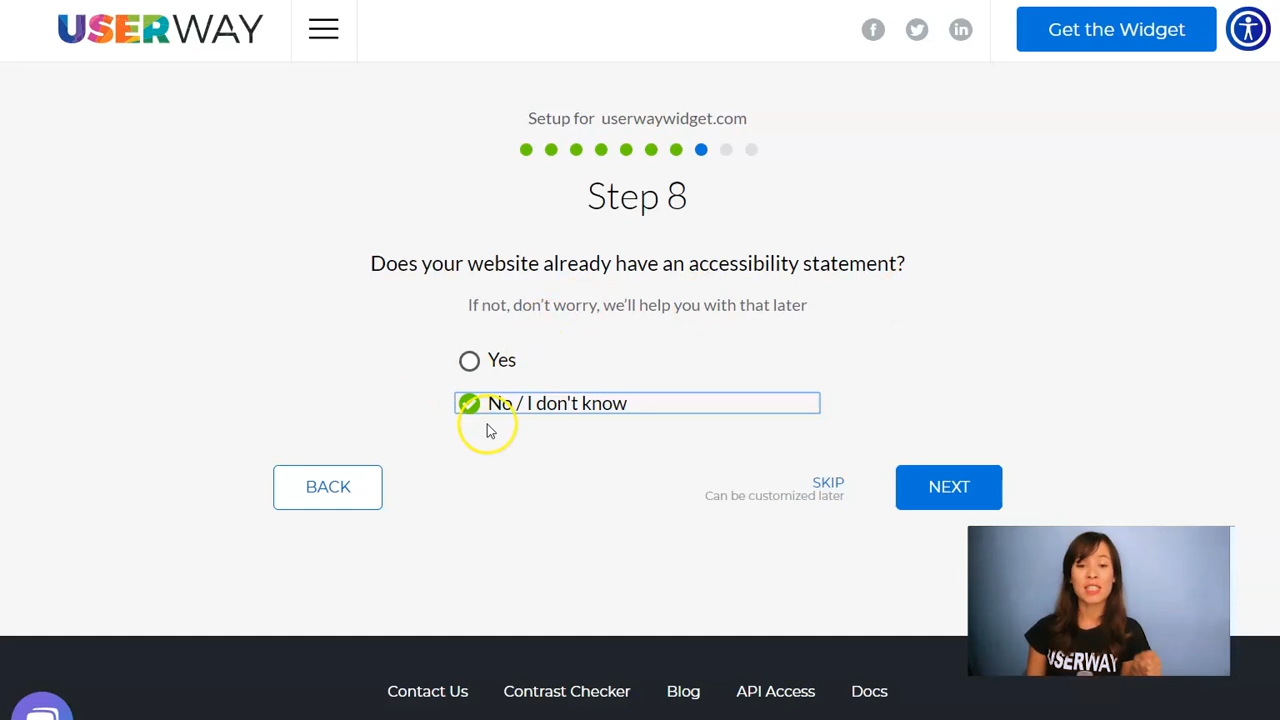 USERWAY
Get the Widget
Setup for userwaywidget.com
Step 8
Does your website already have an accessibility statement?
If not, don't worry, we'll help you with that later
Yes
No / I don't know
BACK
SKIP
Can be customized later
NEXT
USERWAY
Contact Us
Contrast Checker
Blog
API Access
Docs